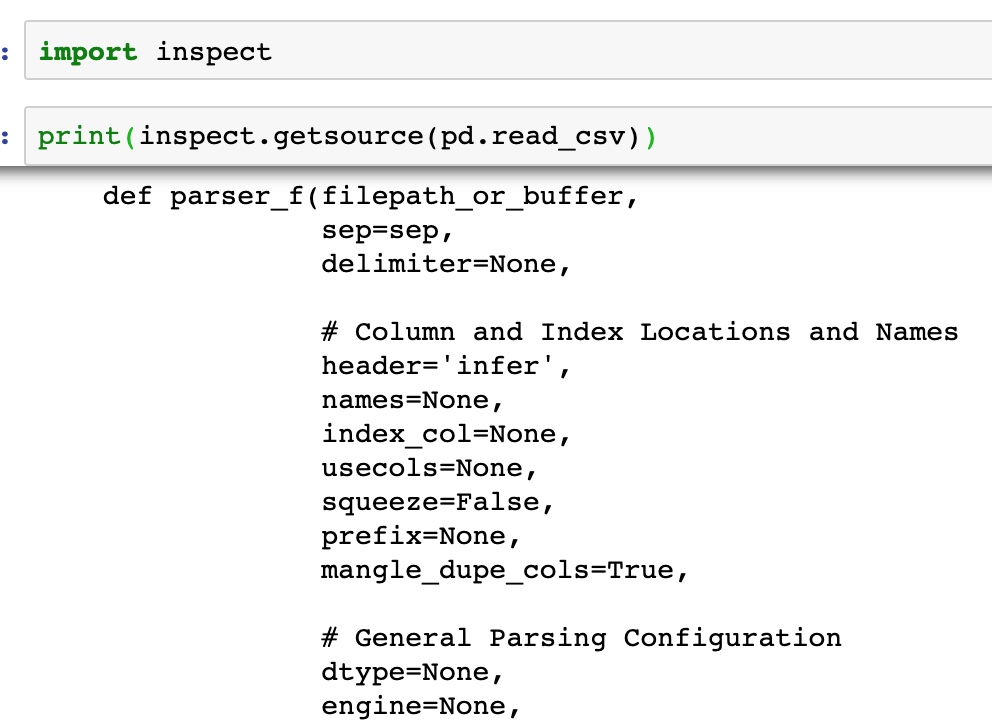 : import inspect
: print(inspect.getsource(pd.read_csv))
def parser_f(filepath_or_buffer,
sep=sep,
delimiter=None,
# Column and Index Locations and Names
header='infer',
names=None,
index_col=None,
usecols=None,
squeeze=False,
prefix=None,
mangle_dupe_cols=True,
# General Parsing Configuration
dtype=None,
engine=None,